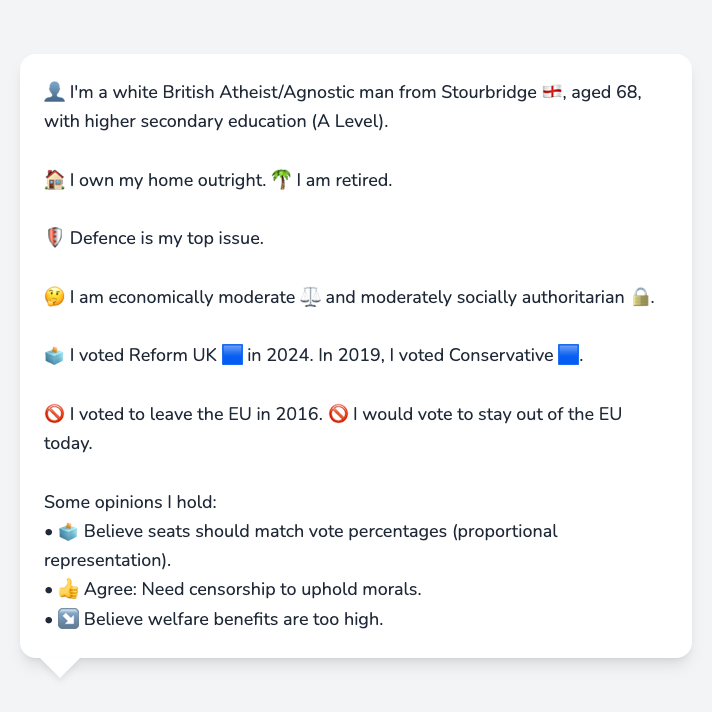 👤 I'm a white British Atheist/Agnostic man from Stourbridge 🏴󠁧󠁢󠁥󠁮󠁧󠁿, aged 68,
with higher secondary education (A Level).
🏠 I own my home outright. 🌴 I am retired.
🛡️ Defence is my top issue.
🤔 I am economically moderate ⚖️ and moderately socially authoritarian 🔒.
🗳️ I voted Reform UK 🟦 in 2024. In 2019, I voted Conservative 🟦.
🚫 I voted to leave the EU in 2016. 🚫 I would vote to stay out of the EU
today.
Some opinions I hold:
• 🗳️ Believe seats should match vote percentages (proportional
representation).
• 👍 Agree: Need censorship to uphold morals.
• ↘️ Believe welfare benefits are too high.